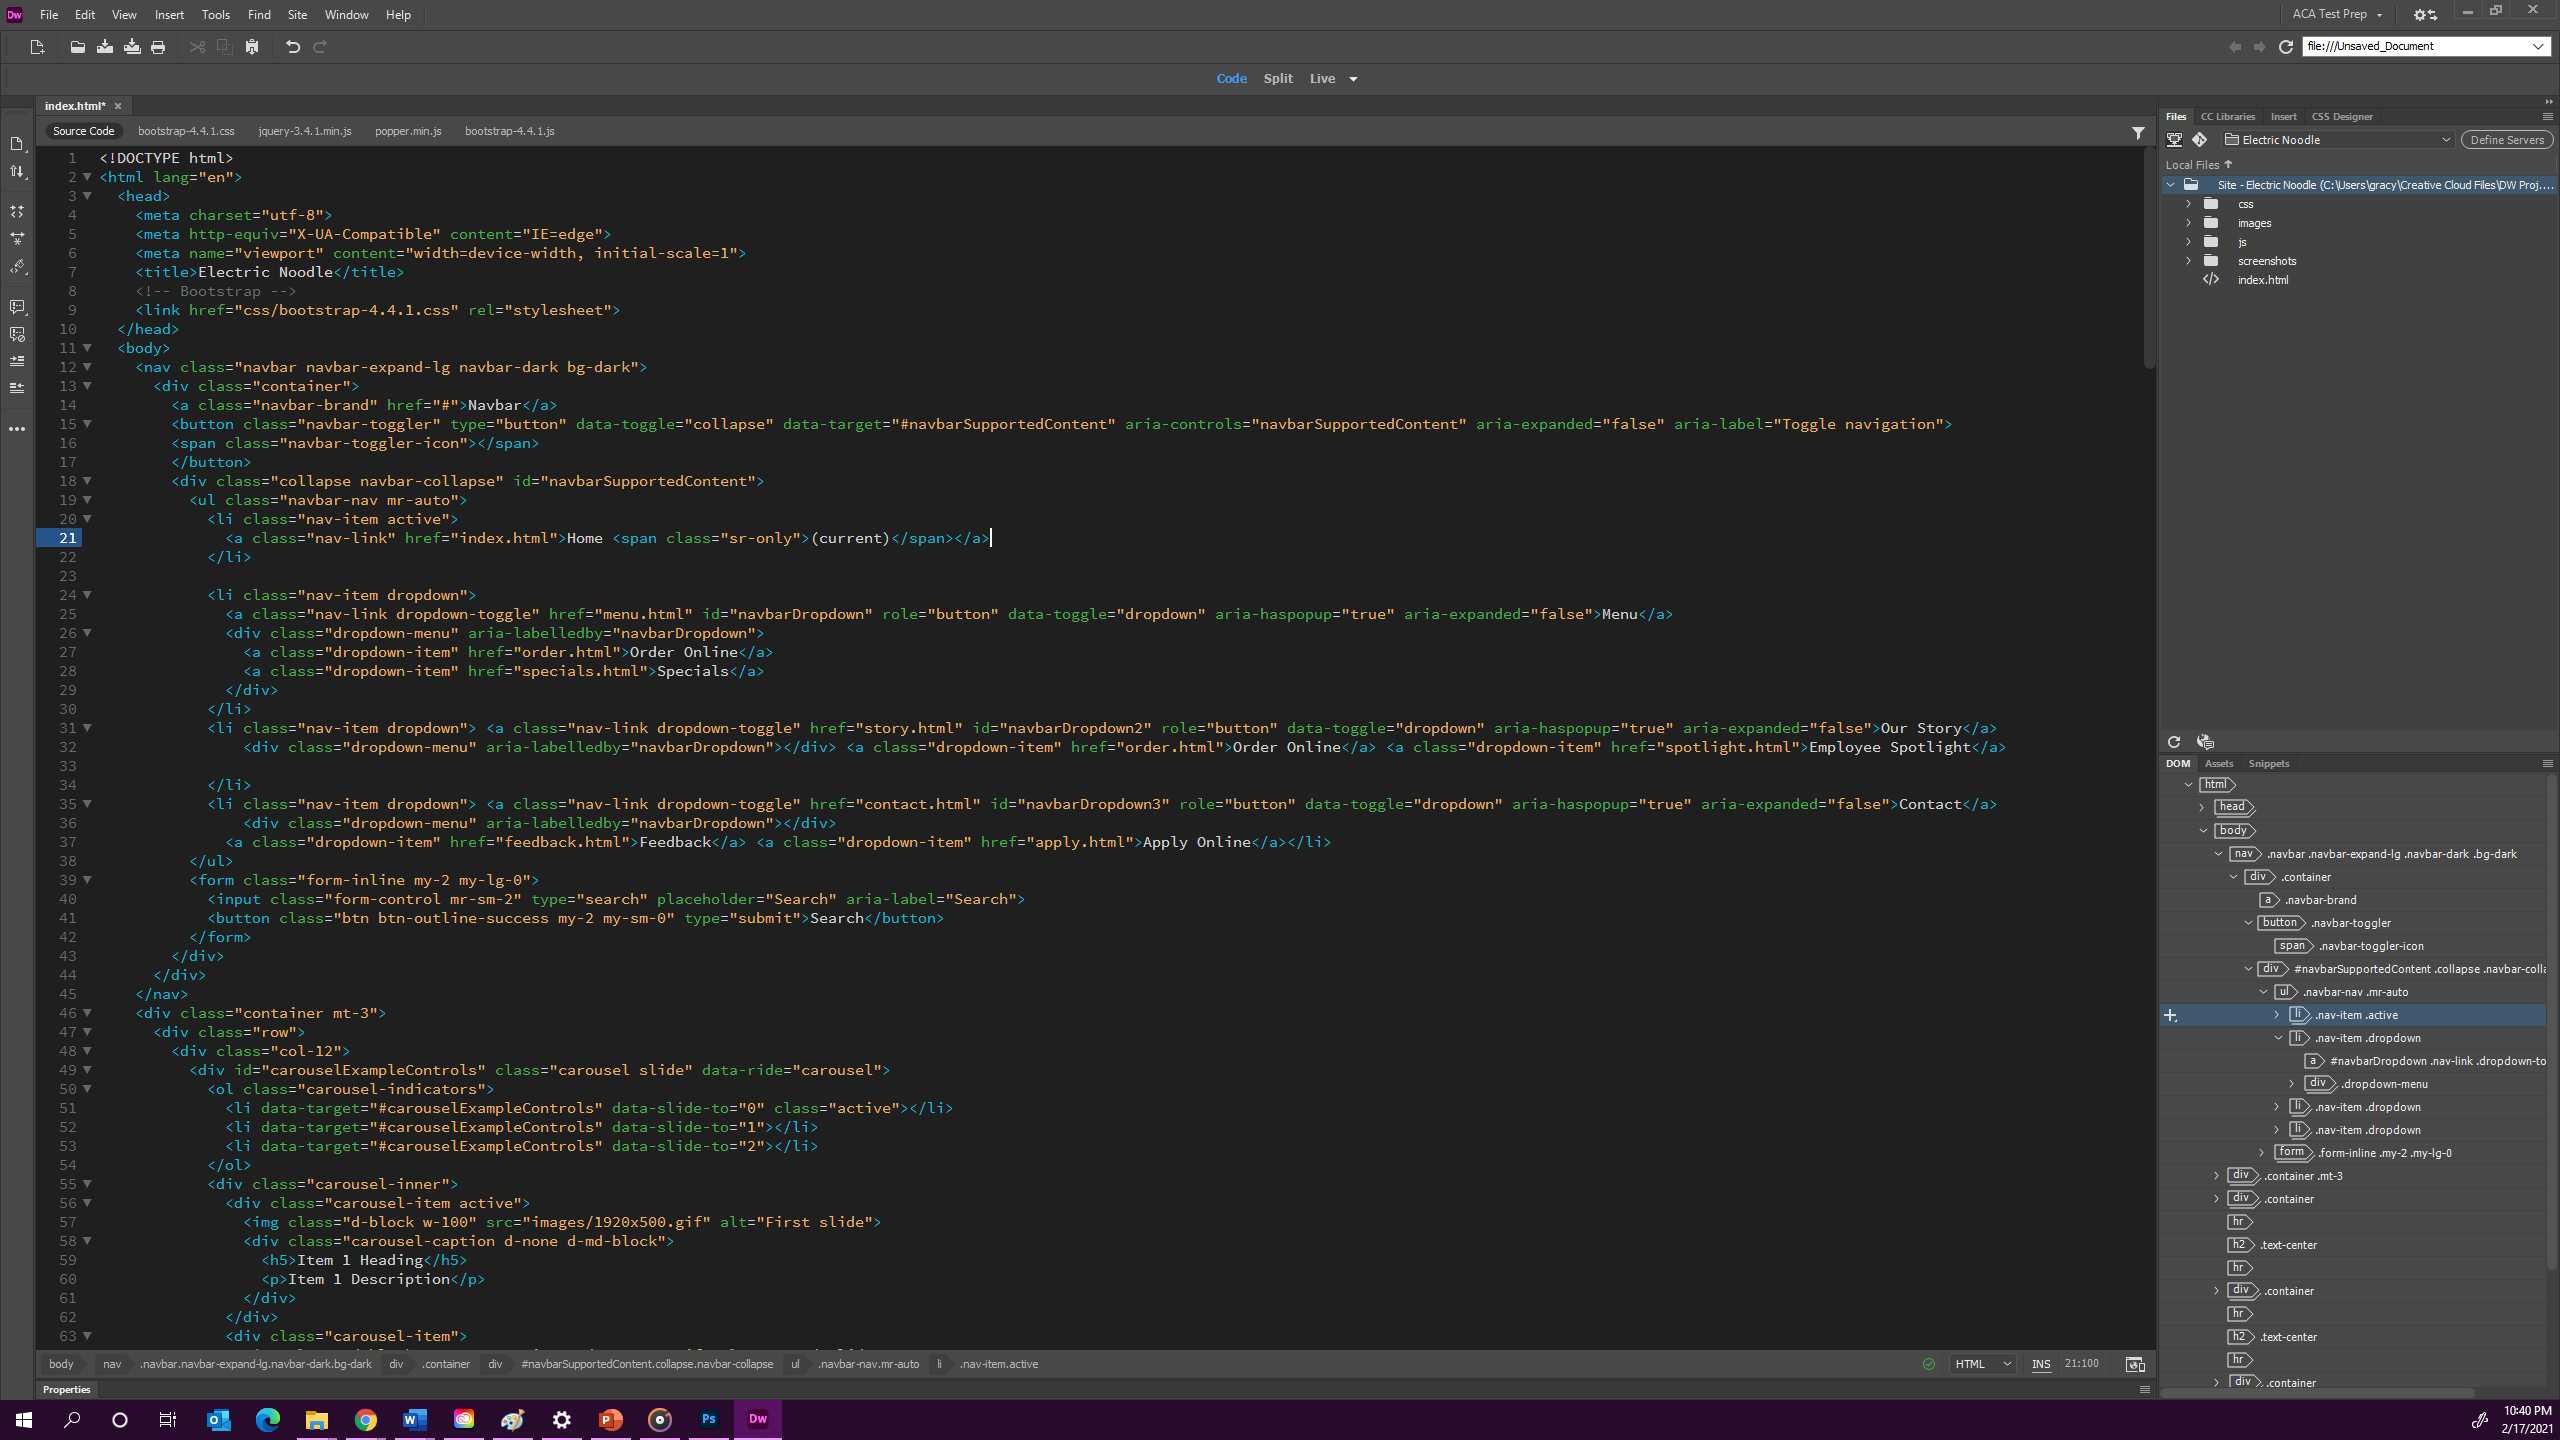 Dw File Edit View Insert Tools Find Site Window Help ACA Test Prep
file:///Unsaved_Document
Code Split Live
index.html*
Source Code bootstrap-4.4.1.css jquery-3.4.1.min.js popper.min.js bootstrap-4.4.1.js
1 <!DOCTYPE html>
2 <html lang="en">
3 <head>
4 <meta charset="utf-8">
5 <meta http-equiv="X-UA-Compatible" content="IE=edge">
6 <meta name="viewport" content="width=device-width, initial-scale=1">
7 <title>Electric Noodle</title>
8 <!-- Bootstrap -->
9 <link href="css/bootstrap-4.4.1.css" rel="stylesheet">
10 </head>
11 <body>
12 <nav class="navbar navbar-expand-lg navbar-dark bg-dark">
13 <div class="container">
14 <a class="navbar-brand" href="#">Navbar</a>
15 <button class="navbar-toggler" type="button" data-toggle="collapse" data-target="#navbarSupportedContent" aria-controls="navbarSupportedContent" aria-expanded="false" aria-label="Toggle navigation">
16 <span class="navbar-toggler-icon"></span>
17 </button>
18 <div class="collapse navbar-collapse" id="navbarSupportedContent">
19 <ul class="navbar-nav mr-auto">
20 <li class="nav-item active">
21 <a class="nav-link" href="index.html">Home <span class="sr-only">(current)</span></a>
22 </li>
23
24 <li class="nav-item dropdown">
25 <a class="nav-link dropdown-toggle" href="menu.html" id="navbarDropdown" role="button" data-toggle="dropdown" aria-haspopup="true" aria-expanded="false">Menu</a>
26 <div class="dropdown-menu" aria-labelledby="navbarDropdown">
27 <a class="dropdown-item" href="order.html">Order Online</a>
28 <a class="dropdown-item" href="specials.html">Specials</a>
29 </div>
30 </li>
31 <li class="nav-item dropdown"> <a class="nav-link dropdown-toggle" href="story.html" id="navbarDropdown2" role="button" data-toggle="dropdown" aria-haspopup="true" aria-expanded="false">Our Story</a>
32 <div class="dropdown-menu" aria-labelledby="navbarDropdown"></div> <a class="dropdown-item" href="order.html">Order Online</a> <a class="dropdown-item" href="spotlight.html">Employee Spotlight</a>
33
34 </li>
35 <li class="nav-item dropdown"> <a class="nav-link dropdown-toggle" href="contact.html" id="navbarDropdown3" role="button" data-toggle="dropdown" aria-haspopup="true" aria-expanded="false">Contact</a>
36 <div class="dropdown-menu" aria-labelledby="navbarDropdown"></div>
37 <a class="dropdown-item" href="feedback.html">Feedback</a> <a class="dropdown-item" href="apply.html">Apply Online</a></li>
38 </ul>
39 <form class="form-inline my-2 my-lg-0">
40 <input class="form-control mr-sm-2" type="search" placeholder="Search" aria-label="Search">
41 <button class="btn btn-outline-success my-2 my-sm-0" type="submit">Search</button>
42 </form>
43 </div>
44 </div>
45 </nav>
46 <div class="container mt-3">
47 <div class="row">
48 <div class="col-12">
49 <div id="carouselExampleControls" class="carousel slide" data-ride="carousel">
50 <ol class="carousel-indicators">
51 <li data-target="#carouselExampleControls" data-slide-to="0" class="active"></li>
52 <li data-target="#carouselExampleControls" data-slide-to="1"></li>
53 <li data-target="#carouselExampleControls" data-slide-to="2"></li>
54 </ol>
55 <div class="carousel-inner">
56 <div class="carousel-item active">
57 <img class="d-block w-100" src="images/1920x500.gif" alt="First slide">
58 <div class="carousel-caption d-none d-md-block">
59 <h5>Item 1 Heading</h5>
60 <p>Item 1 Description</p>
61 </div>
62 </div>
63 <div class="carousel-item">
body nav .navbar.navbar-expand-lg.navbar-dark.bg-dark div .container div #navbarSupportedContent.collapse.navbar-collapse ul .navbar-nav.mr-auto li .nav-item.active HTML INS 21:100
Properties
Files CC Libraries Insert CSS Designer
Electric Noodle Define Servers
Local Files
Site - Electric Noodle (C:\Users\gracy\Creative Cloud Files\DW Proj....
css
images
js
screenshots
</> index.html
DOM Assets Snippets
html
head
body
nav .navbar .navbar-expand-lg .navbar-dark .bg-dark
div .container
a .navbar-brand
button .navbar-toggler
span .navbar-toggler-icon
div #navbarSupportedContent .collapse .navbar-colla
ul .navbar-nav .mr-auto
li .nav-item .active
li .nav-item .dropdown
a #navbarDropdown .nav-link .dropdown-to
div .dropdown-menu
li .nav-item .dropdown
li .nav-item .dropdown
form .form-inline .my-2 .my-lg-0
div .container .mt-3
div .container
hr
h2 .text-center
hr
div .container
hr
h2 .text-center
hr
div .container
Ps Dw
10:40 PM
2/17/2021